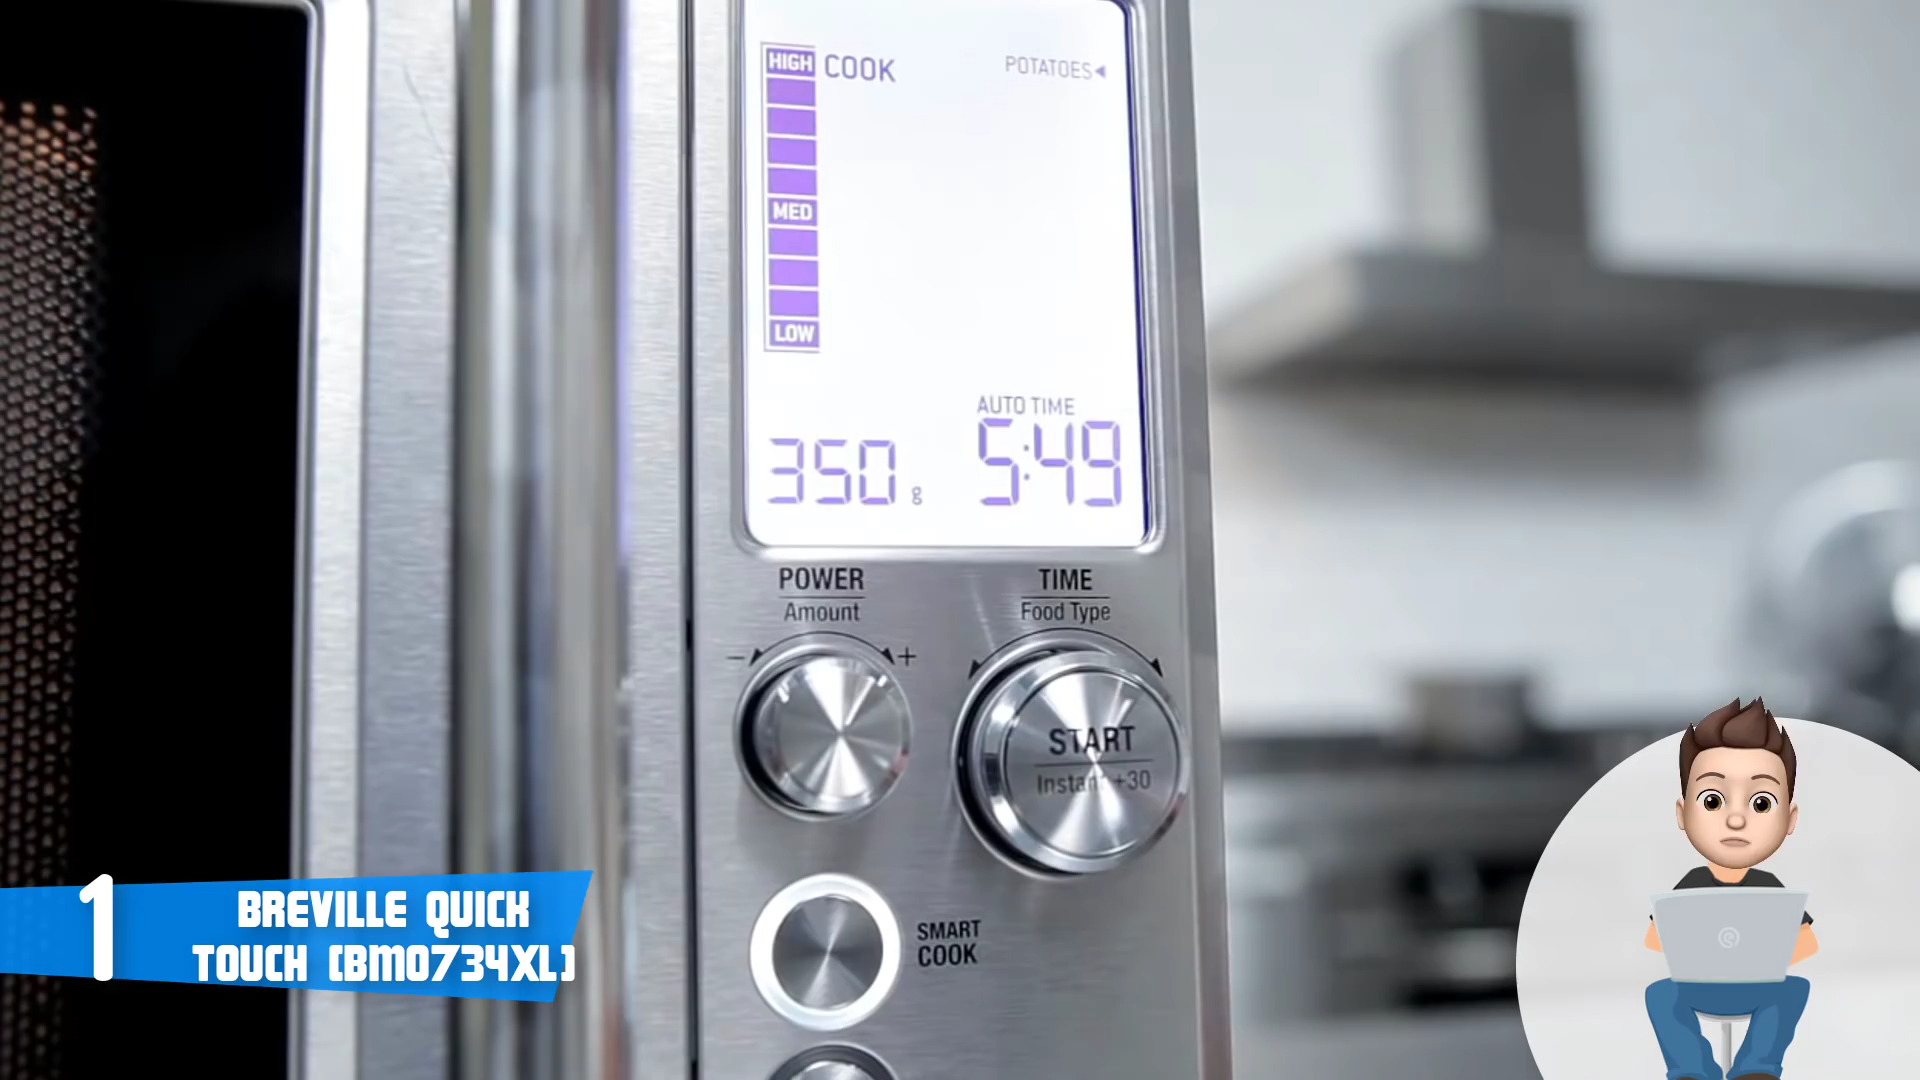 HIGH COOK POTATOES◄
MED
LOW
AUTO TIME
350 g 5:49
POWER TIME
Amount Food Type
− +
START
Instant +30
SMART
COOK
1
BREVILLE QUICK
TOUCH (BMO734XL)